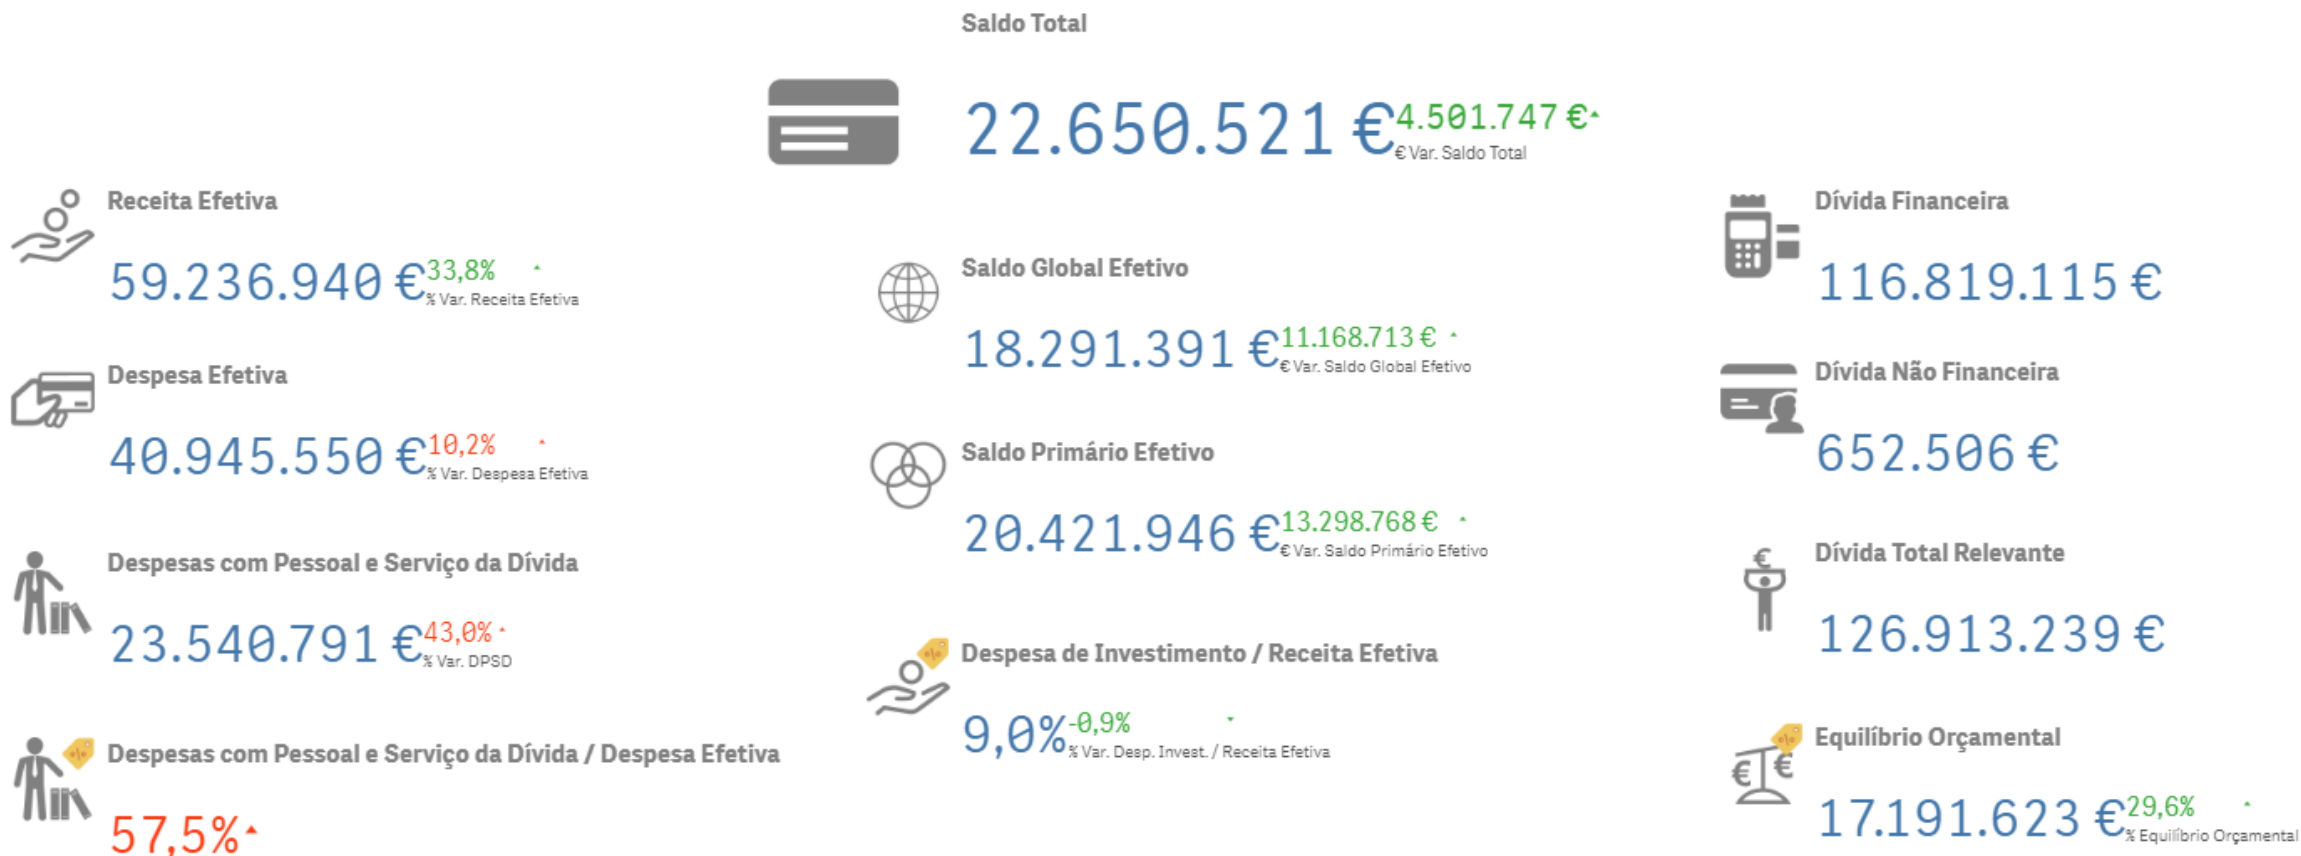 Saldo Total
22.650.521 €
4.501.747 €
€ Var. Saldo Total
Receita Efetiva
59.236.940 €
33,8%
% Var. Receita Efetiva
Despesa Efetiva
40.945.550 €
10,2%
% Var. Despesa Efetiva
Despesas com Pessoal e Serviço da Dívida
23.540.791 €
43,0%
% Var. DPSD
Despesas com Pessoal e Serviço da Dívida / Despesa Efetiva
57,5%
Saldo Global Efetivo
18.291.391 €
11.168.713 €
€ Var. Saldo Global Efetivo
Saldo Primário Efetivo
20.421.946 €
13.298.768 €
€ Var. Saldo Primário Efetivo
Despesa de Investimento / Receita Efetiva
9,0%
-0,9%
% Var. Desp. Invest. / Receita Efetiva
Dívida Financeira
116.819.115 €
Dívida Não Financeira
652.506 €
Dívida Total Relevante
126.913.239 €
Equilíbrio Orçamental
17.191.623 €
29,6%
% Equilíbrio Orçamental